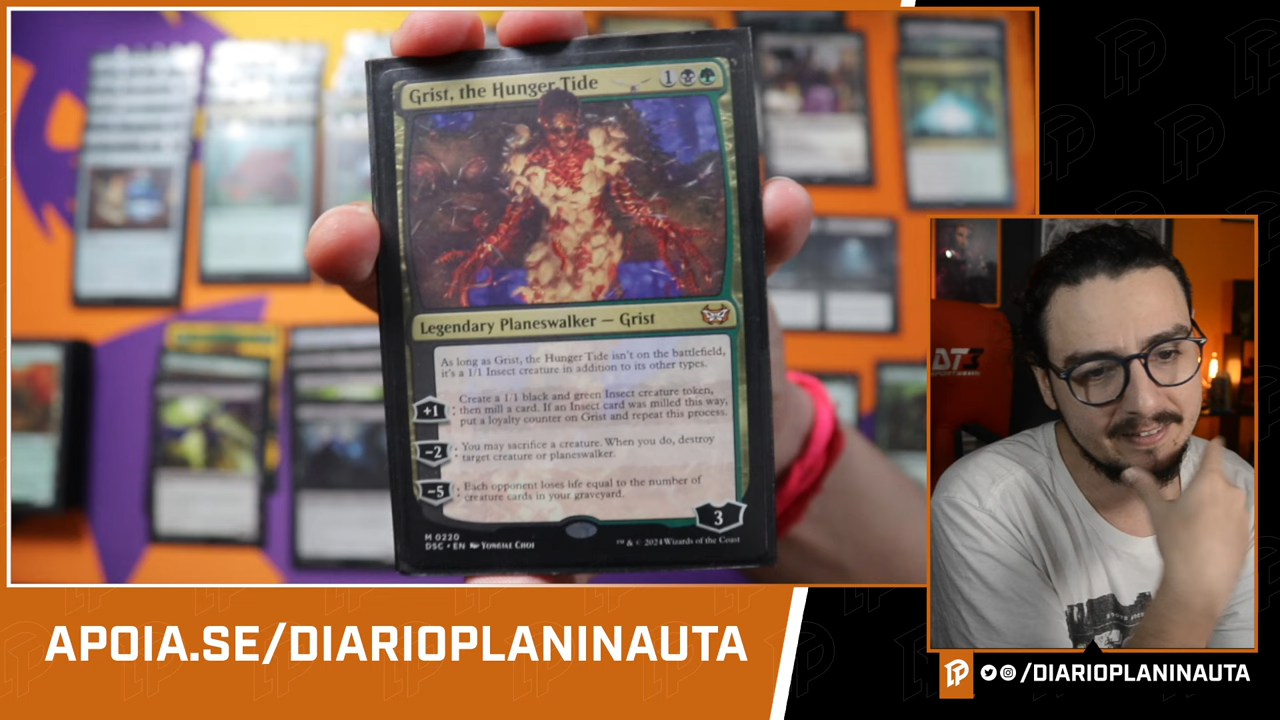 Grist, the Hunger Tide 1
Legendary Planeswalker — Grist
As long as Grist, the Hunger Tide isn't on the battlefield,
it's a 1/1 Insect creature in addition to its other types.
+1: Create a 1/1 black and green Insect creature token,
then mill a card. If an Insect card was milled this way,
put a loyalty counter on Grist and repeat this process.
−2: You may sacrifice a creature. When you do, destroy
target creature or planeswalker.
−5: Each opponent loses life equal to the number of
creature cards in your graveyard.
3
M 0220
DSC • EN Yongjae Choi
™ & © 2024 Wizards of the Coast
DT3
APOIA.SE/DIARIOPLANINAUTA
/DIARIOPLANINAUTA